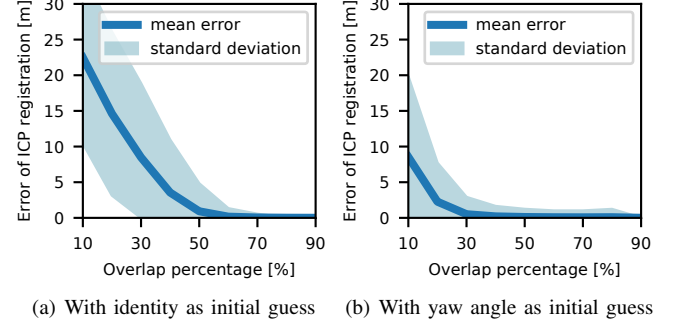 Error of ICP registration [m]
30
25
20
15
10
5
0
mean error
standard deviation
10 30 50 70 90
Overlap percentage [%]
(a) With identity as initial guess
Error of ICP registration [m]
30
25
20
15
10
5
0
mean error
standard deviation
10 30 50 70 90
Overlap percentage [%]
(b) With yaw angle as initial guess